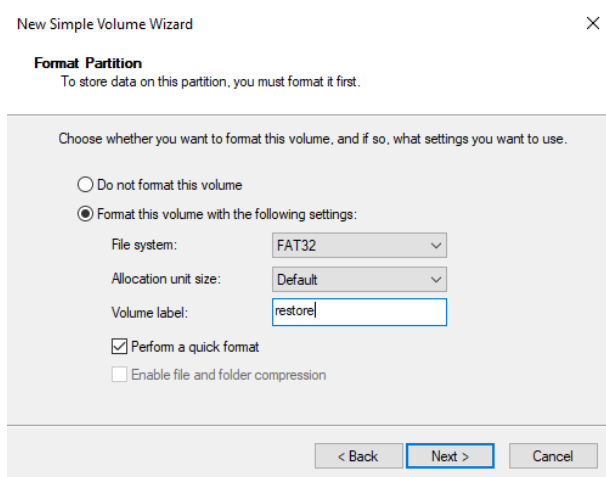 New Simple Volume Wizard
Format Partition
To store data on this partition, you must format it first.
Choose whether you want to format this volume, and if so, what settings you want to use.
Do not format this volume
Format this volume with the following settings:
File system: FAT32
Allocation unit size: Default
Volume label: restore
Perform a quick format
Enable file and folder compression
< Back Next > Cancel